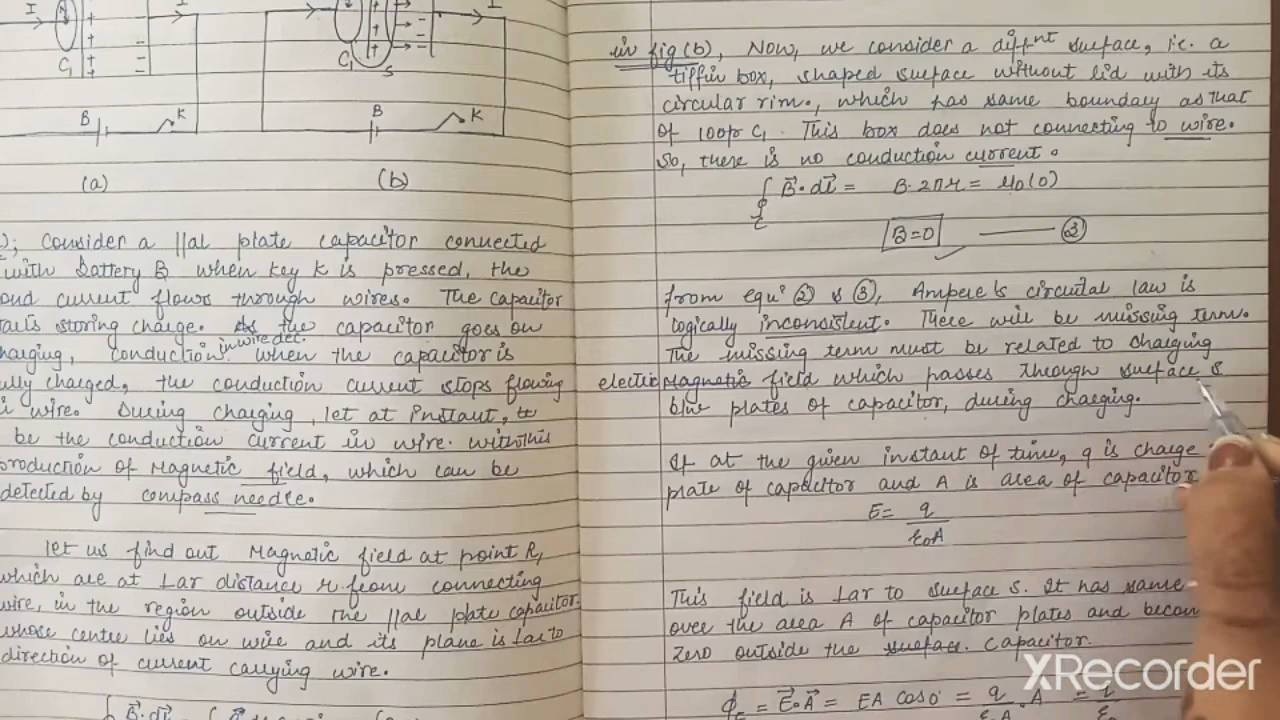 I
I
+
+
+
+
-
-
-
C₁
B
K
(a)
I
+
+
+
+
-
-
-
C₁
S
B
K
(b)
); Consider a ||al plate capacitor connected
with battery B when key K is pressed, the
current flows through wires. The capacitor
storing charge. As the capacitor goes on
in wire dec.
conduction when the capacitor is
charged, the conduction current stops flowing
wire. During charging, let at instant,
be the conduction current in wire. with this
production of Magnetic field, which can be
detected by compass needle.
let us find out Magnetic field at point R,
which are at ⊥ar distance r from connecting
wire, in the region outside the ||al plate capacitor.
whose centre lies on wire and its plane is ⊥ar to
direction of current carrying wire.
∫ B⃗.dl⃗ =
in fig (b), Now, we consider a diffnt surface, i.e. a
tiffin box, shaped surface without lid with its
circular rim., which has same boundary as that
of loop C₁. This box does not connecting to wire.
So, there is no conduction current.
∮ B⃗.dl⃗ = B. 2πr = μ₀(0)
B=0 ——— ③
from equⁿ ② & ③, Ampere's circuital law is
logically inconsistent. There will be missing term.
The missing term must be related to charging
electric Magnetic field which passes through surface S
b/w plates of capacitor, during charging.
If at the given instant of time, q is charge
plate of capacitor and A is area of capacitor
E = q
ε₀A
This field is ⊥ar to surface S. It has same
over the area A of capacitor plates and becom
zero outside the surface. capacitor.
ϕE = E⃗.A⃗ = EA cos0° = q . A = q
ε₀A ε₀
XRecorder